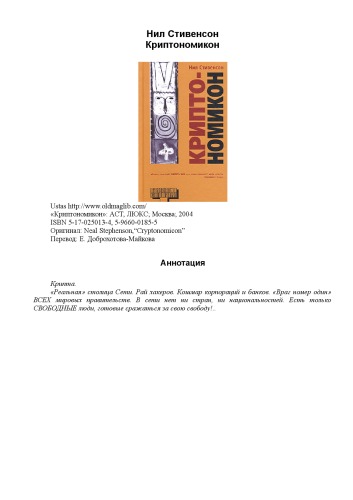 Нил Стивенсон
Криптономикон
Нил Стивенсон
КРИПТО-
НОМИКОН
Ustas http://www.oldmaglib.com/
«Криптономикон»: АСТ, ЛЮКС; Москва; 2004
ISBN 5-17-025013-4, 5-9660-0185-5
Оригинал: Neal Stephenson,“Cryptonomicon”
Перевод: Е. Доброхотова-Майкова
Аннотация
Крипта.
«Реальная» столица Сети. Рай хакеров. Кошмар корпораций и банков. «Враг номер один»
ВСЕХ мировых правительств. В сети нет ни стран, ни национальностей. Есть только
СВОБОДНЫЕ люди, готовые сражаться за свою свободу!..